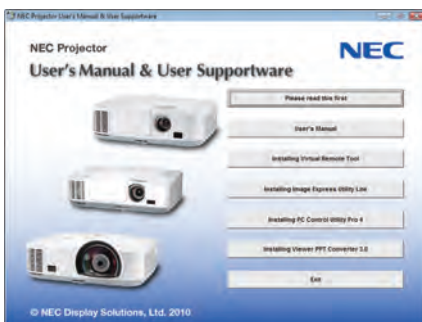 NEC Projector User's Manual & User Supportware
NEC Projector
NEC
User's Manual & User Supportware
Please read this first
User's Manual
Installing Virtual Remote Tool
Installing Image Express Utility Lite
Installing PC Control Utility Pro 4
Installing Viewer PPT Converter 3.0
Exit
© NEC Display Solutions, Ltd. 2010